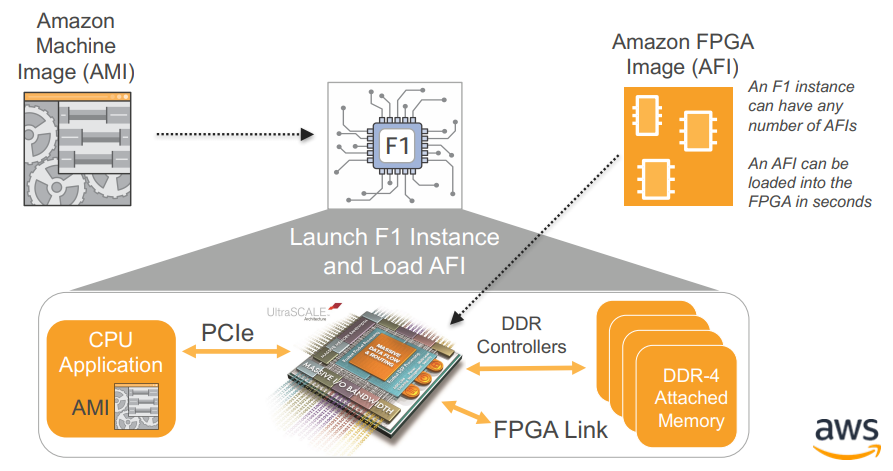 Amazon
Machine
Image (AMI)
F1
Amazon FPGA
Image (AFI)
An F1 instance
can have any
number of AFIs
An AFI can be
loaded into the
FPGA in seconds
Launch F1 Instance
and Load AFI
CPU
Application
AMI
PCIe
UltraSCALE
Architecture
MASSIVE
DATA FLOW
& ROUTING
MASSIVE I/O BANDWIDTH
DDR
Controllers
FPGA Link
DDR-4
Attached
Memory
aws